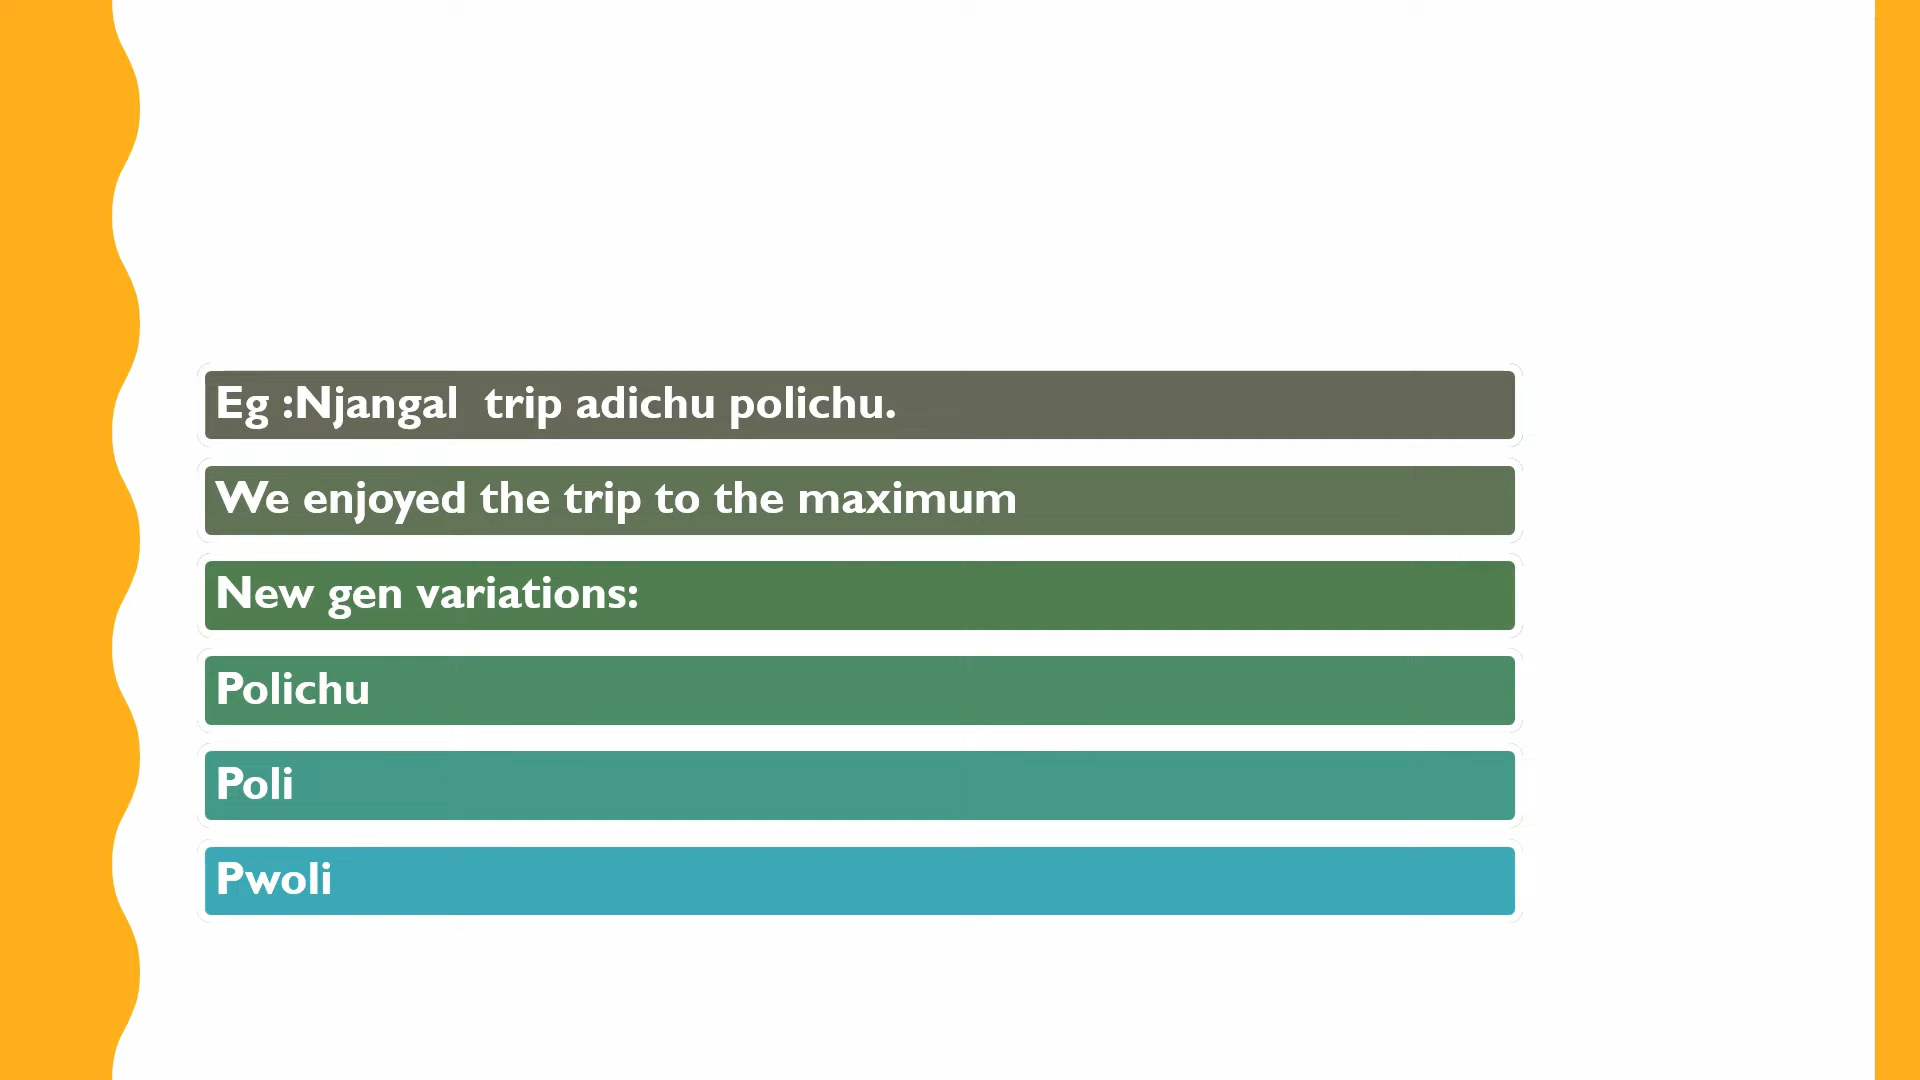 Eg :Njangal  trip adichu polichu.
We enjoyed the trip to the maximum
New gen variations:
Polichu
Poli
Pwoli